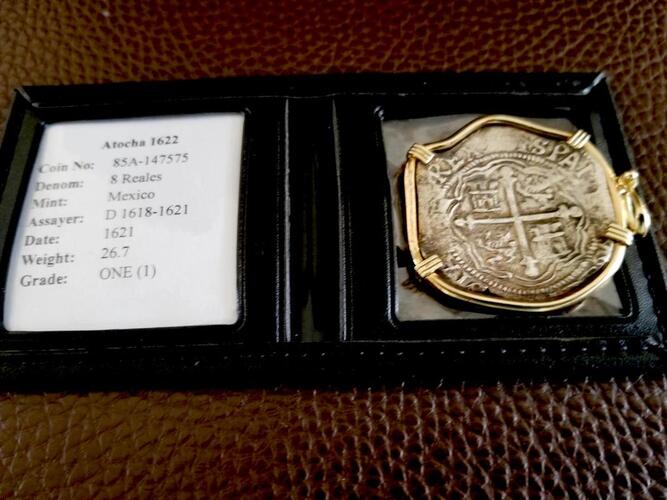 Atocha 1622
Coin No: 85A-147575
Denom: 8 Reales
Mint: Mexico
Assayer: D 1618-1621
Date: 1621
Weight: 26.7
Grade: ONE (1)
SPA